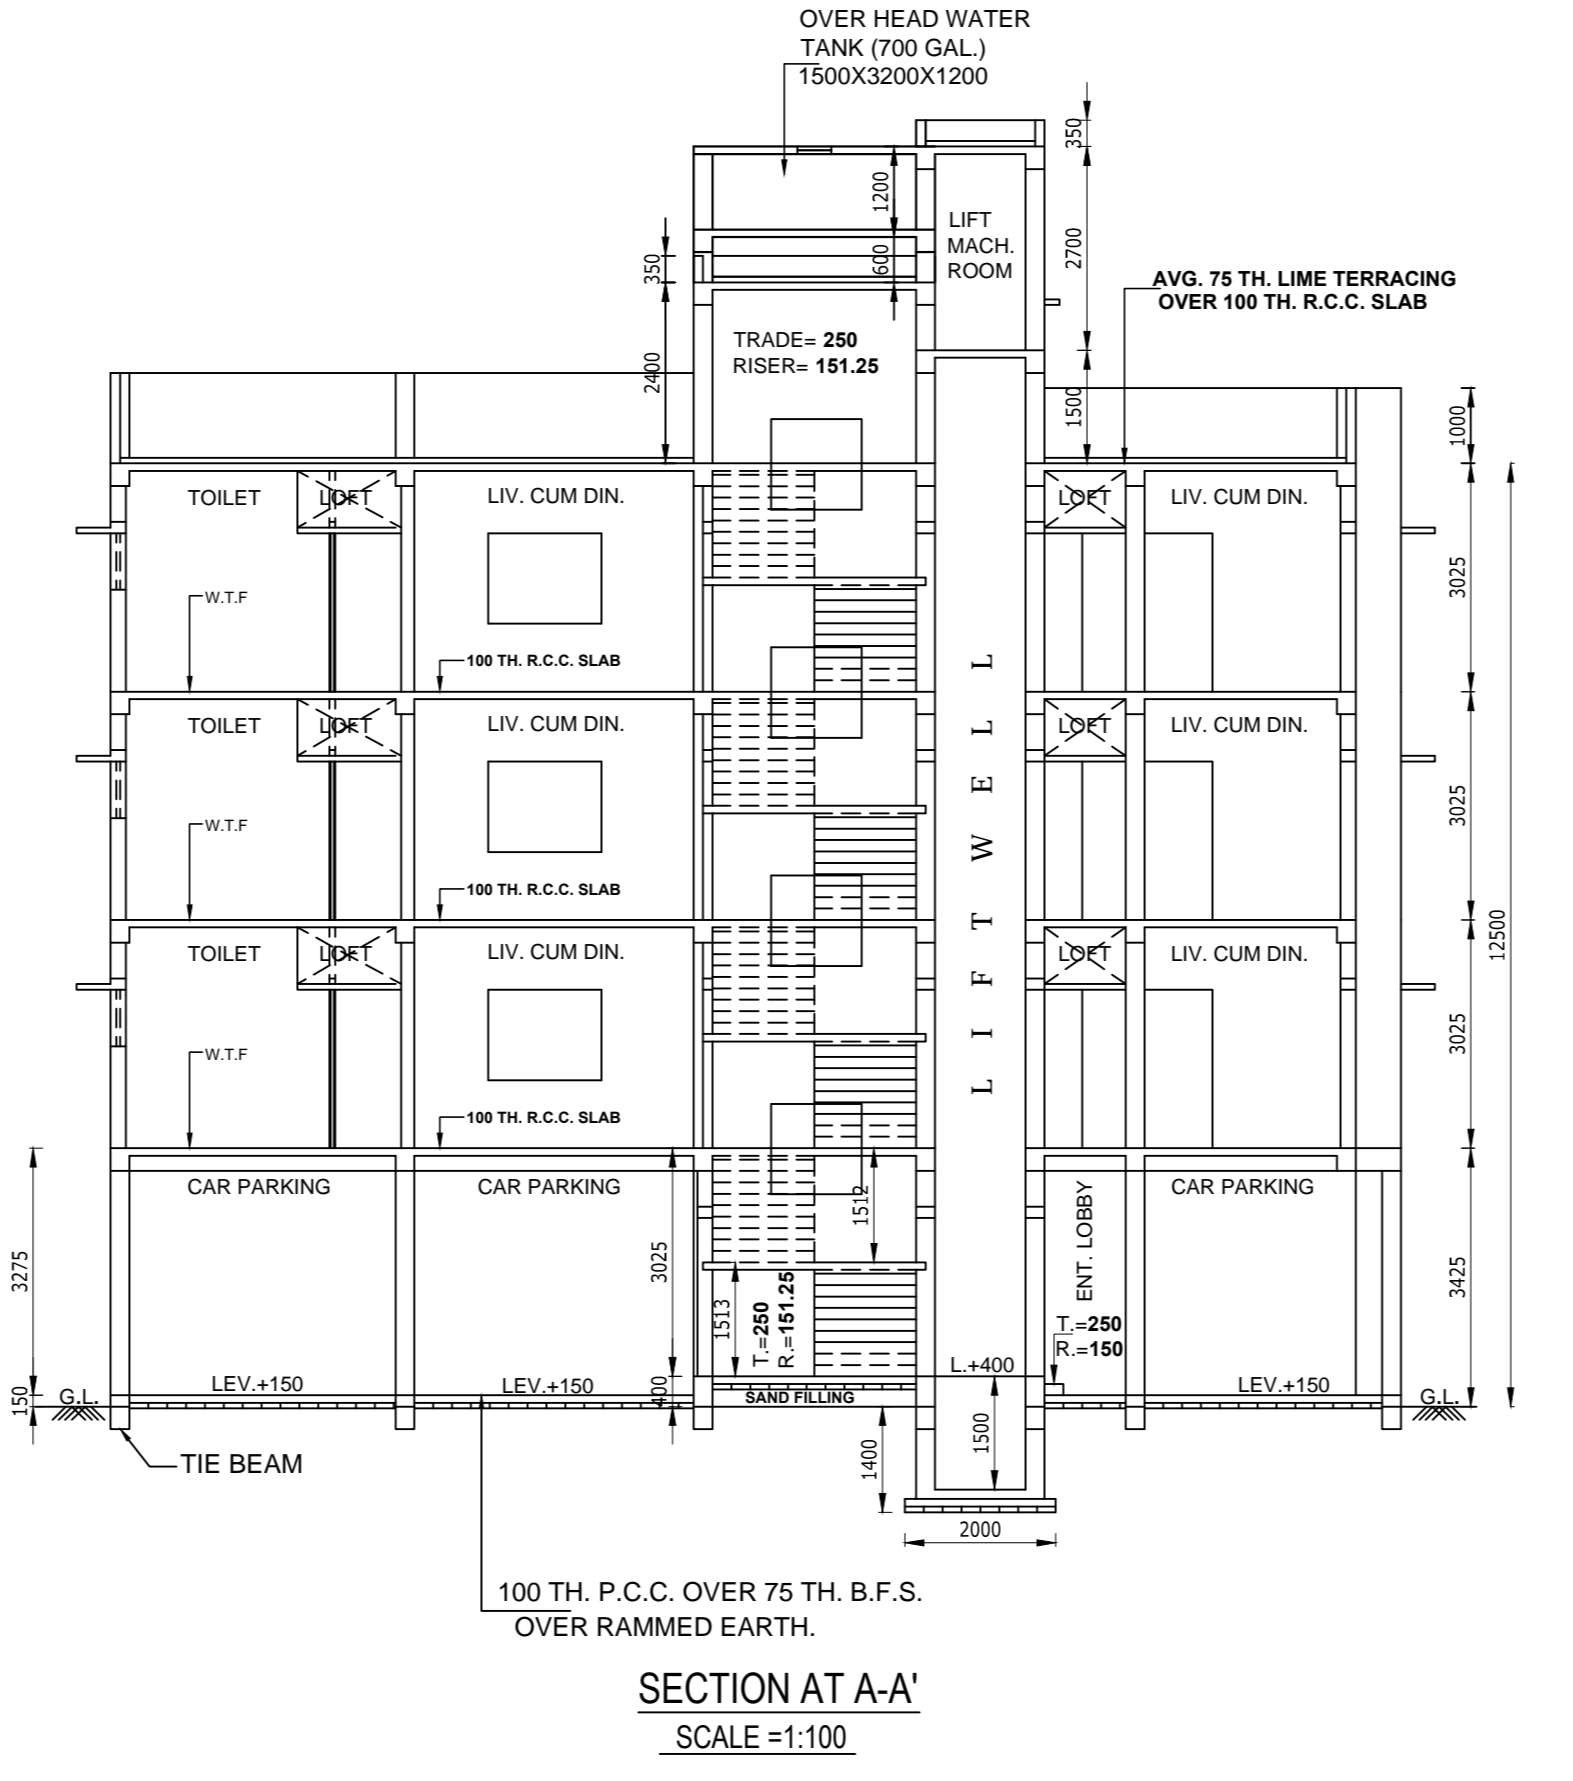 OVER HEAD WATER
TANK (700 GAL.)
1500X3200X1200
350
1200
LIFT
MACH.
ROOM
2700
600
350
AVG. 75 TH. LIME TERRACING
OVER 100 TH. R.C.C. SLAB
TRADE= 250
RISER= 151.25
2400
1500
1000
TOILET
LOFT
LIV. CUM DIN.
LOFT
LIV. CUM DIN.
3025
W.T.F
100 TH. R.C.C. SLAB
TOILET
LOFT
LIV. CUM DIN.
LOFT
LIV. CUM DIN.
3025
W.T.F
100 TH. R.C.C. SLAB
LIFT WELL
12500
TOILET
LOFT
LIV. CUM DIN.
LOFT
LIV. CUM DIN.
3025
W.T.F
100 TH. R.C.C. SLAB
CAR PARKING
CAR PARKING
1512
ENT. LOBBY
CAR PARKING
3275
3025
1513
T.=250
R.=151.25
3425
T.=250
R.=150
L.+400
LEV.+150
LEV.+150
LEV.+150
150
G.L.
400
SAND FILLING
G.L.
1500
1400
TIE BEAM
2000
100 TH. P.C.C. OVER 75 TH. B.F.S.
OVER RAMMED EARTH.
SECTION AT A-A'
SCALE =1:100